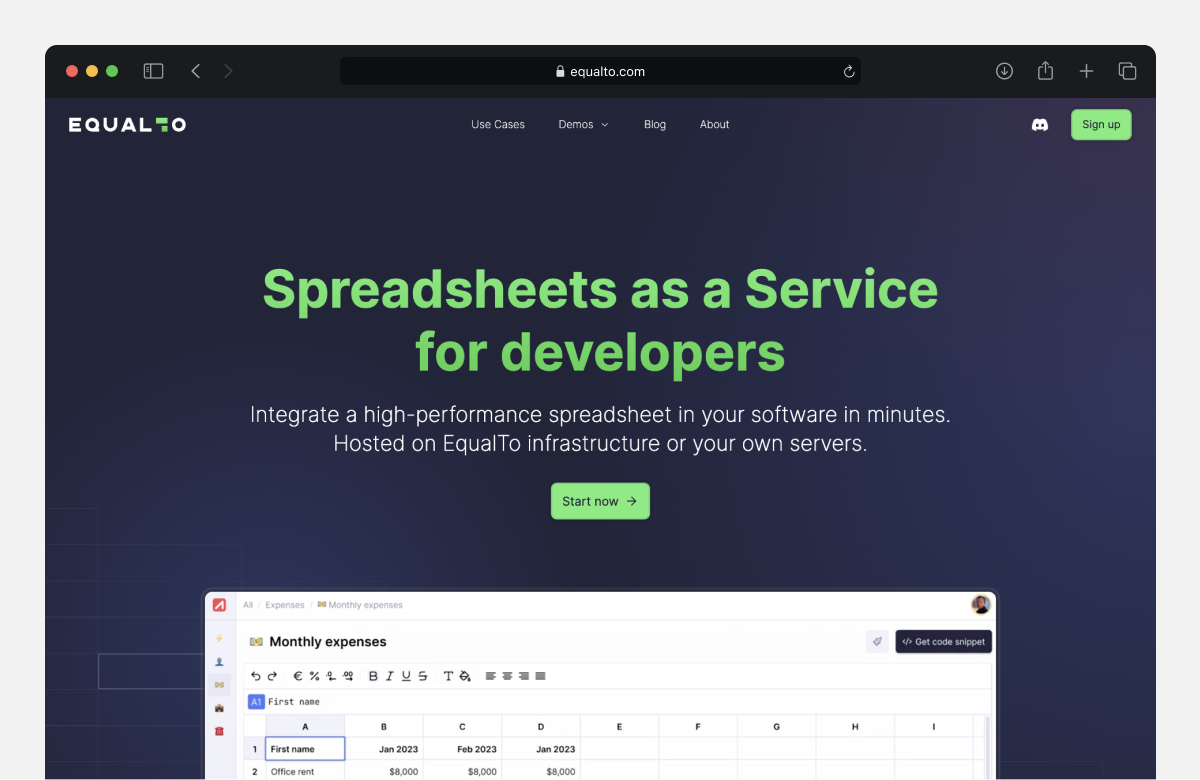 equalto.com
EQUALTO
Use Cases Demos Blog About
Sign up
Spreadsheets as a Service
for developers
Integrate a high-performance spreadsheet in your software in minutes.
Hosted on EqualTo infrastructure or your own servers.
Start now →
All / Expenses / Monthly expenses
Monthly expenses
</> Get code snippet
€ % B I U S T
A1 First name
A B C D E F G H I
1 First name Jan 2023 Feb 2023 Jan 2023
2 Office rent $8,000 $8,000 $8,000